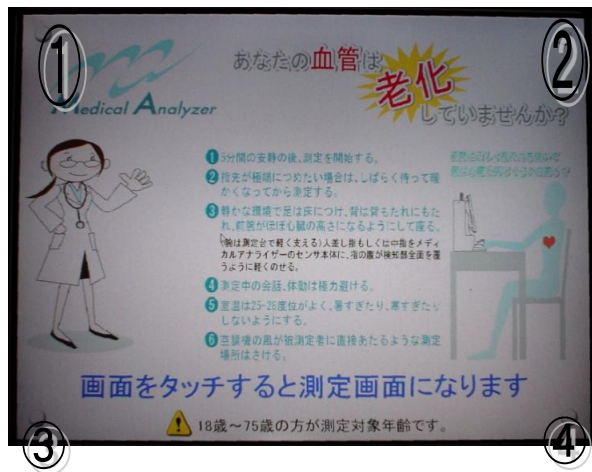 ①
②
Medical Analyzer
あなたの血管は
老化
していませんか?
❶ 5分間の安静の後、測定を開始する。
❷ 指先が極端につめたい場合は、しばらく待って暖
かくなってから測定する。
❸ 静かな環境で足は床につけ、背は背もたれにもた
れ、前腕がほぼ心臓の高さになるようにして座る。
(腕は測定台で軽く支える)人差し指もしくは中指をメディ
カルアナライザーのセンサ本体に、指の腹が検知部全面を覆
うように軽くのせる。
❹ 測定中の会話、体動は極力避ける。
❺ 室温は23-26度位がよく、暑すぎたり、寒すぎたり
しないようにする。
❻ 空調機の風が被測定者に直接あたるような測定
場所はさける。
画面をタッチすると測定画面になります
18歳～75歳の方が測定対象年齢です。
③
④